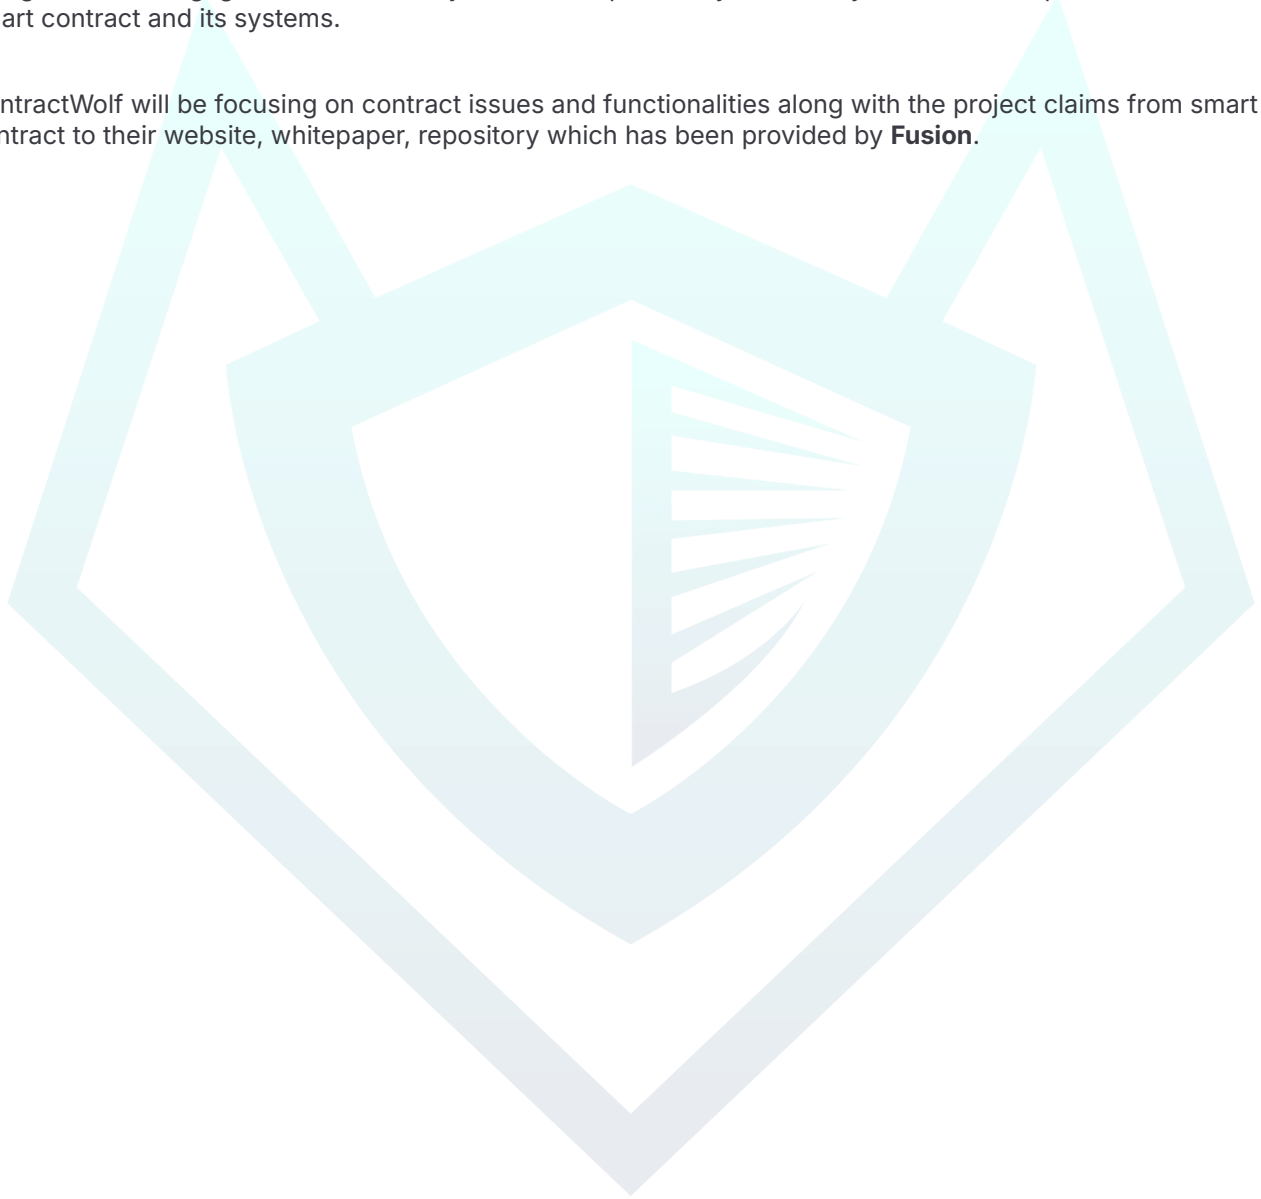 art contract and its systems.
ntractWolf will be focusing on contract issues and functionalities along with the project claims from smart
ntract to their website, whitepaper, repository which has been provided by Fusion.